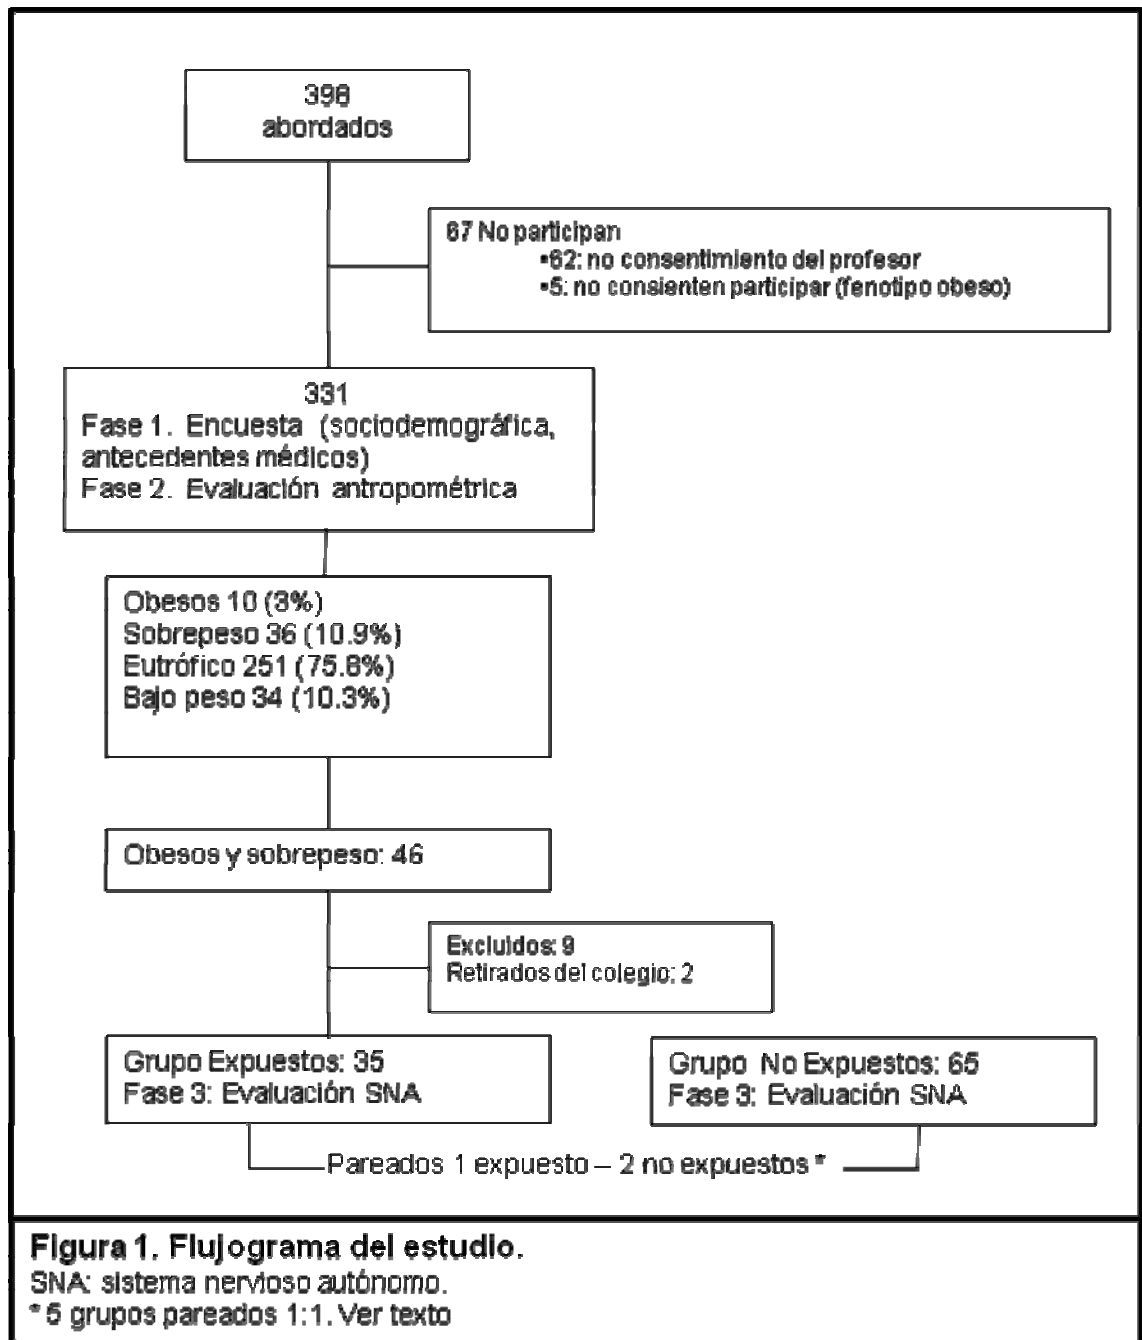 398
abordados
67 No participan
•62: no consentimiento del profesor
•5: no consienten participar (fenotipo obeso)
331
Fase 1. Encuesta (sociodemográfica,
antecedentes médicos)
Fase 2. Evaluación antropométrica
Obesos 10 (3%)
Sobrepeso 36 (10.9%)
Eutrófico 251 (75.8%)
Bajo peso 34 (10.3%)
Obesos y sobrepeso: 46
Excluidos: 9
Retirados del colegio: 2
Grupo Expuestos: 35
Fase 3: Evaluación SNA
Grupo No Expuestos: 65
Fase 3: Evaluación SNA
Pareados 1 expuesto – 2 no expuestos *
Figura 1. Flujograma del estudio.
SNA: sistema nervioso autónomo.
* 5 grupos pareados 1:1. Ver texto